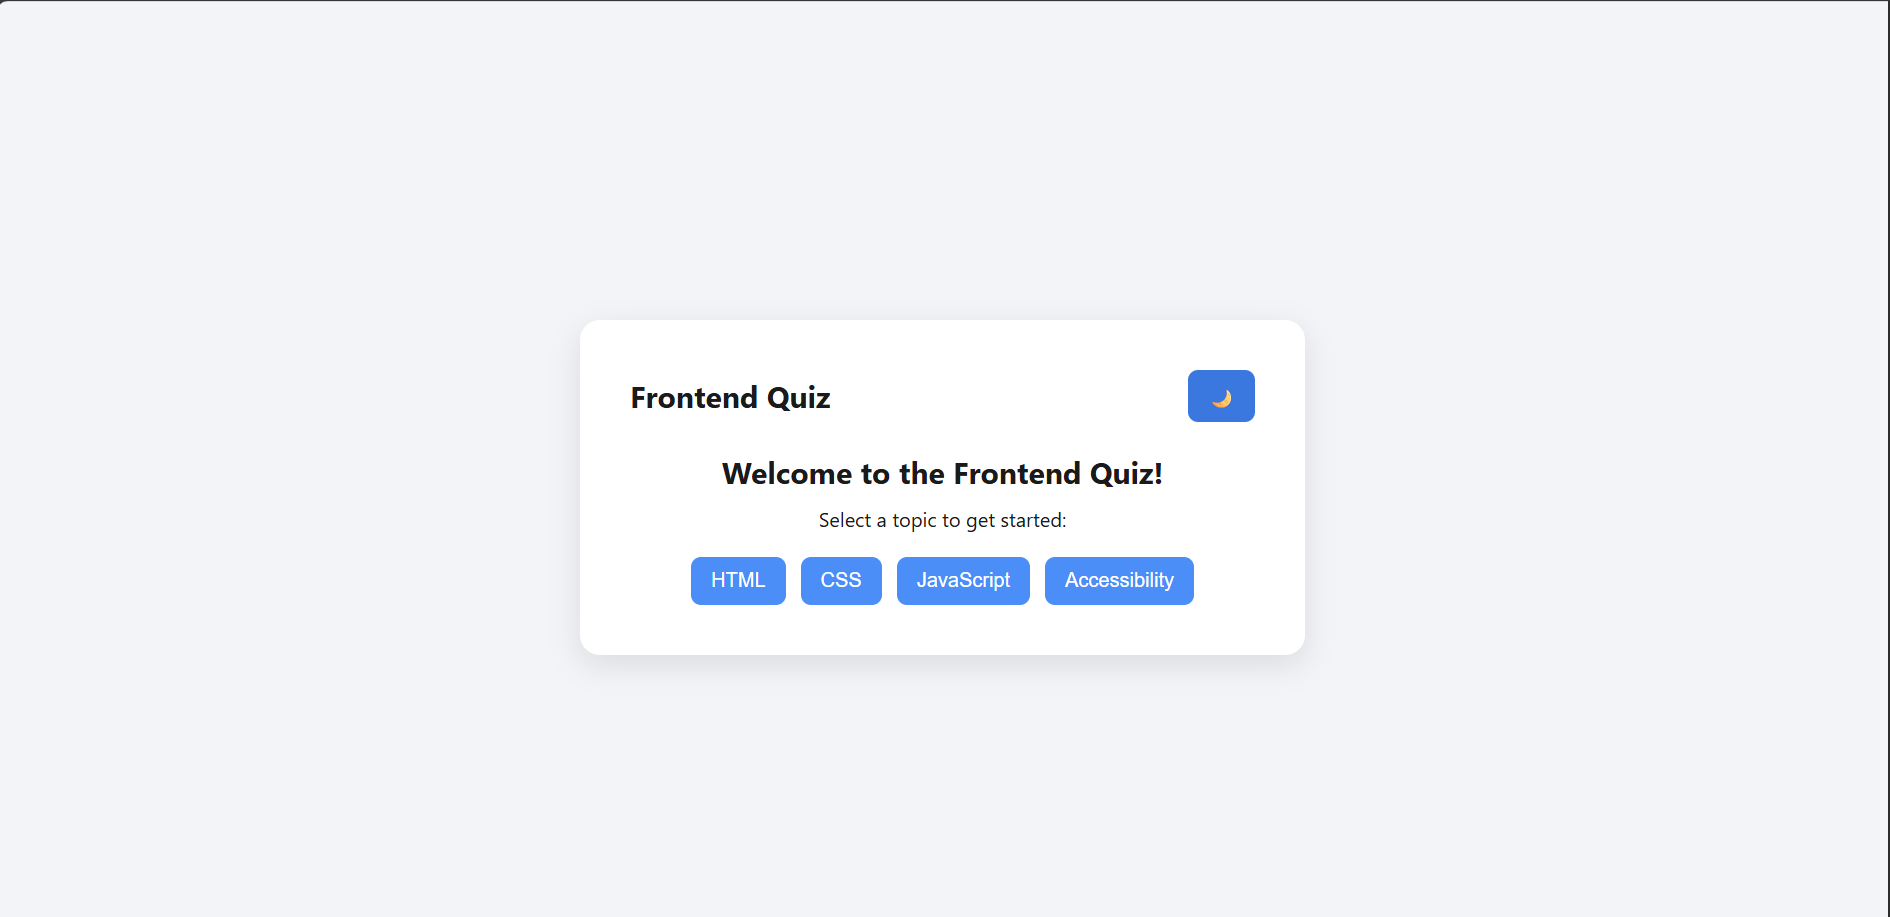 Frontend Quiz
Welcome to the Frontend Quiz!
Select a topic to get started:
HTML CSS JavaScript Accessibility